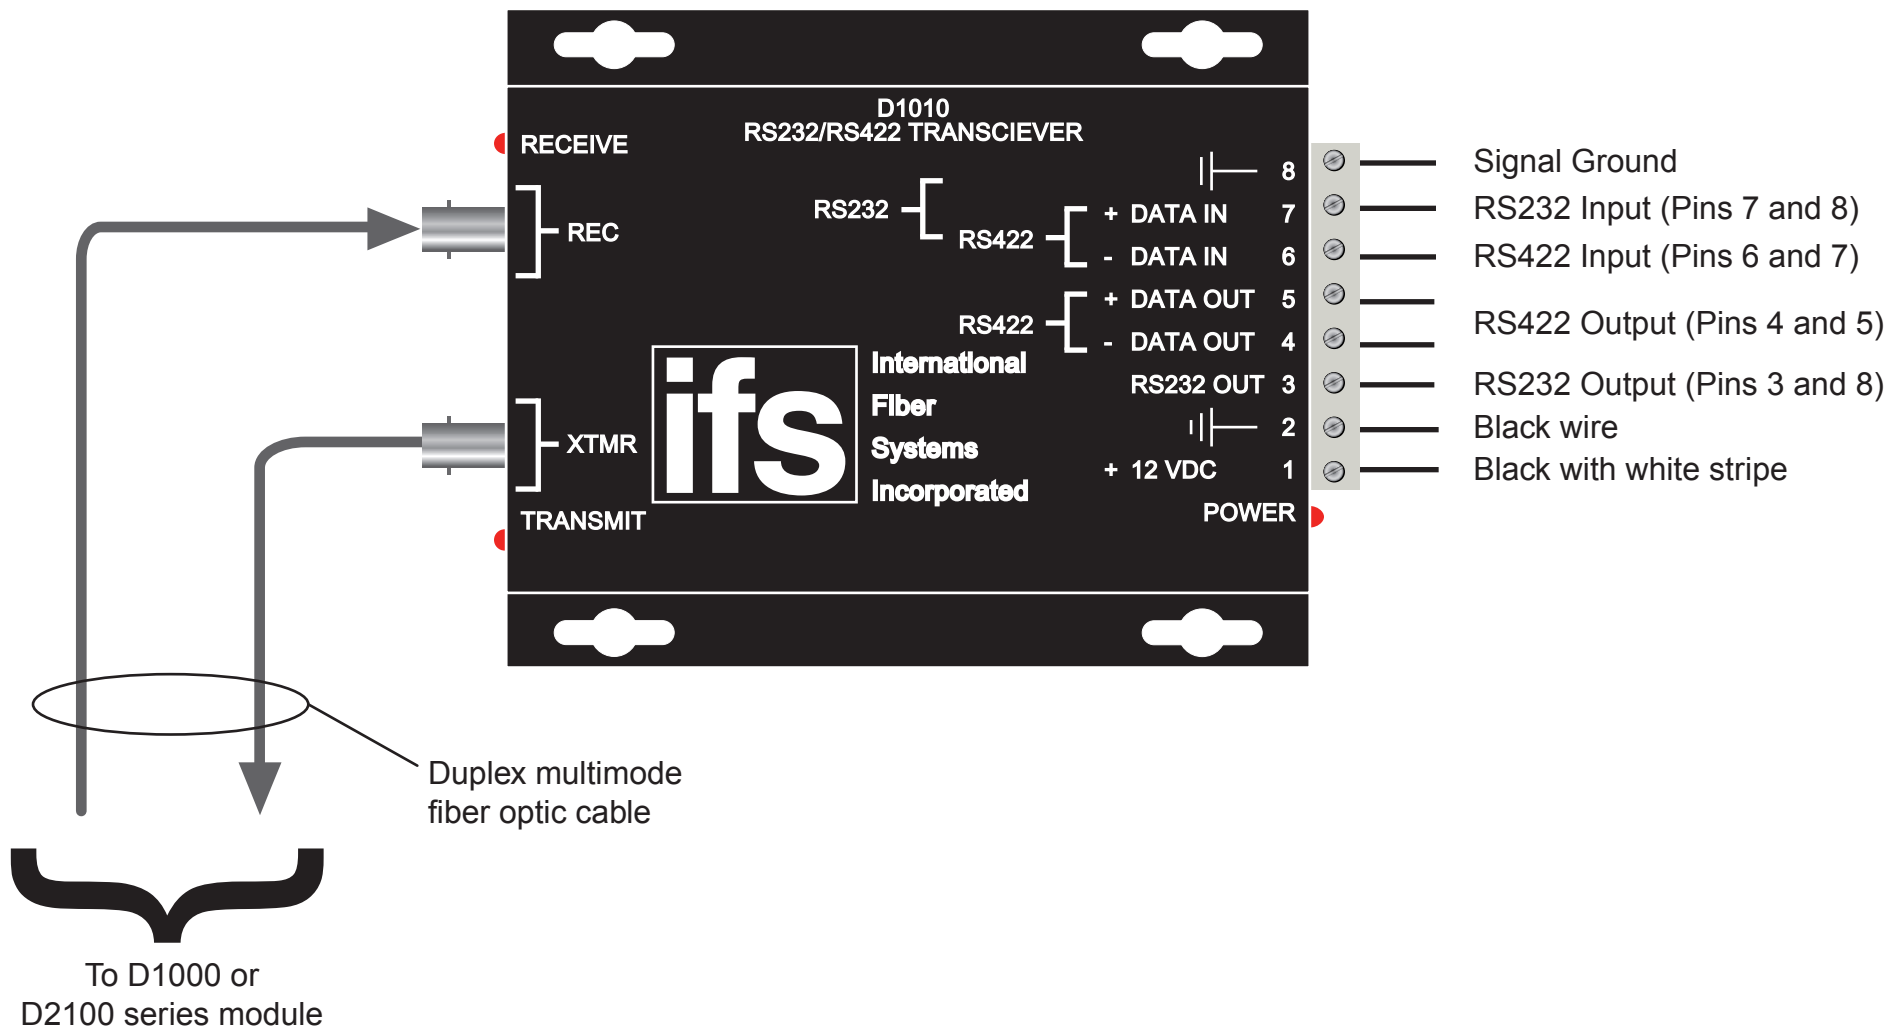 D1010
RS232/RS422 TRANSCIEVER
RECEIVE
REC
XTMR
TRANSMIT
RS232
RS422
RS422
8
+ DATA IN 7
- DATA IN 6
+ DATA OUT 5
- DATA OUT 4
RS232 OUT 3
2
+ 12 VDC 1
POWER
ifs
International
Fiber
Systems
Incorporated
Signal Ground
RS232 Input (Pins 7 and 8)
RS422 Input (Pins 6 and 7)
RS422 Output (Pins 4 and 5)
RS232 Output (Pins 3 and 8)
Black wire
Black with white stripe
Duplex multimode
fiber optic cable
To D1000 or
D2100 series module